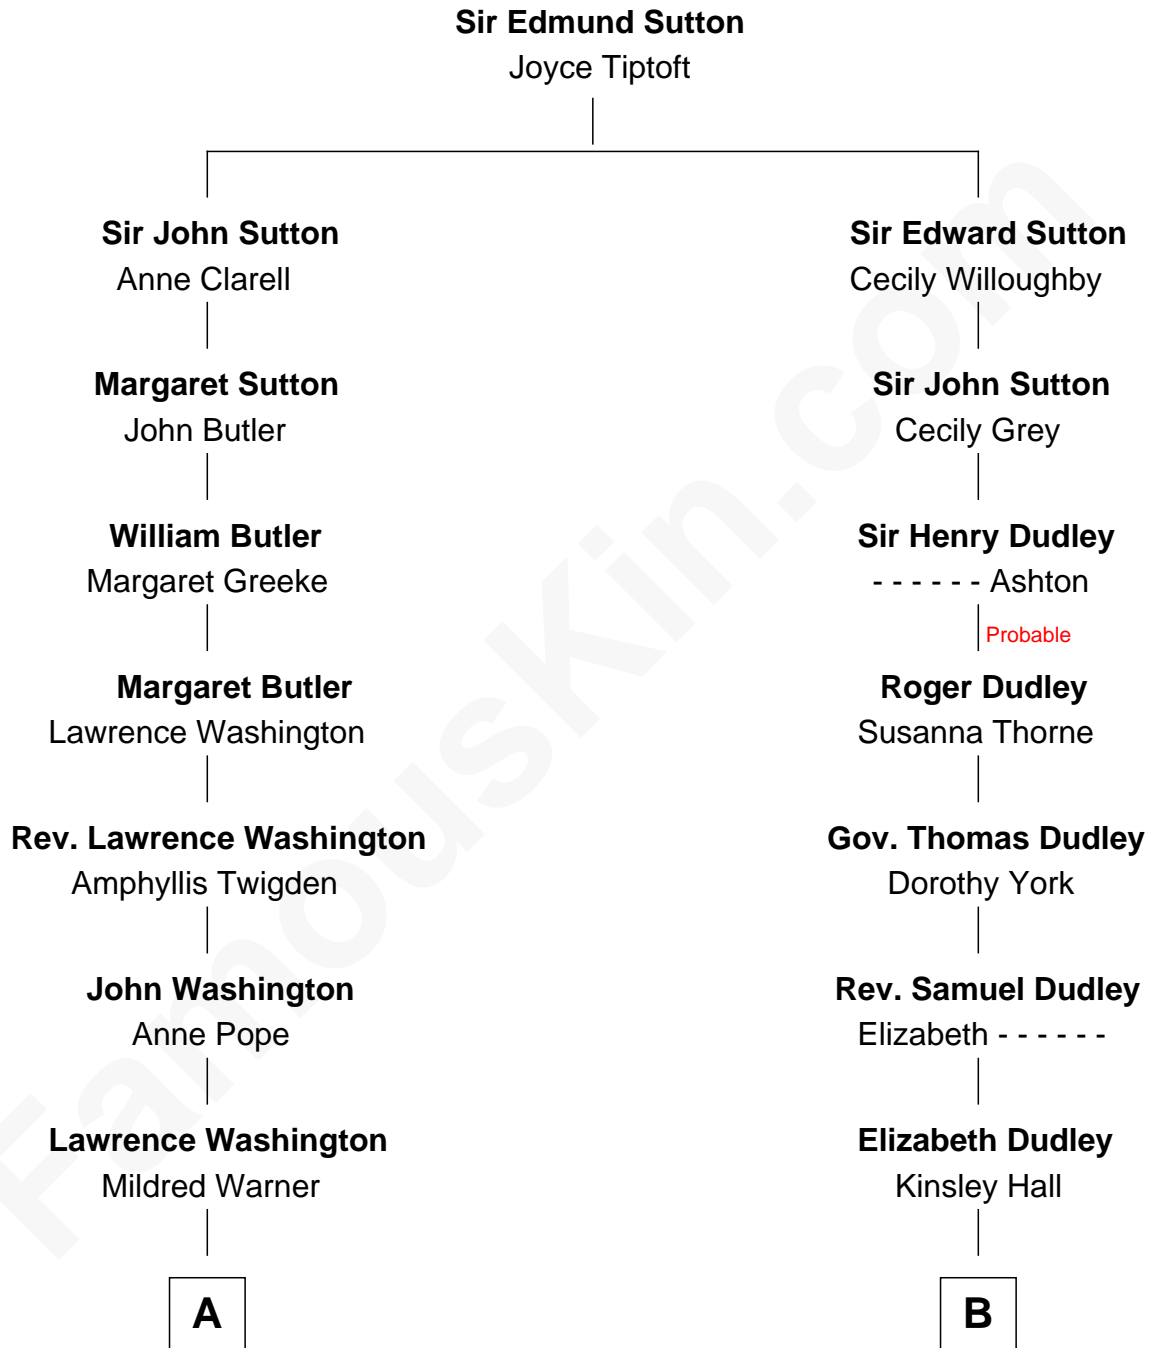 Sir Edmund Sutton
Joyce Tiptoft
Sir John Sutton
Anne Clarell
Margaret Sutton
John Butler
William Butler
Margaret Greeke
Margaret Butler
Lawrence Washington
Rev. Lawrence Washington
Amphyllis Twigden
John Washington
Anne Pope
Lawrence Washington
Mildred Warner
A
Sir Edward Sutton
Cecily Willoughby
Sir John Sutton
Cecily Grey
Sir Henry Dudley
- - - - - - Ashton
Probable
Roger Dudley
Susanna Thorne
Gov. Thomas Dudley
Dorothy York
Rev. Samuel Dudley
Elizabeth - - - - - -
Elizabeth Dudley
Kinsley Hall
B
FamousKin.com